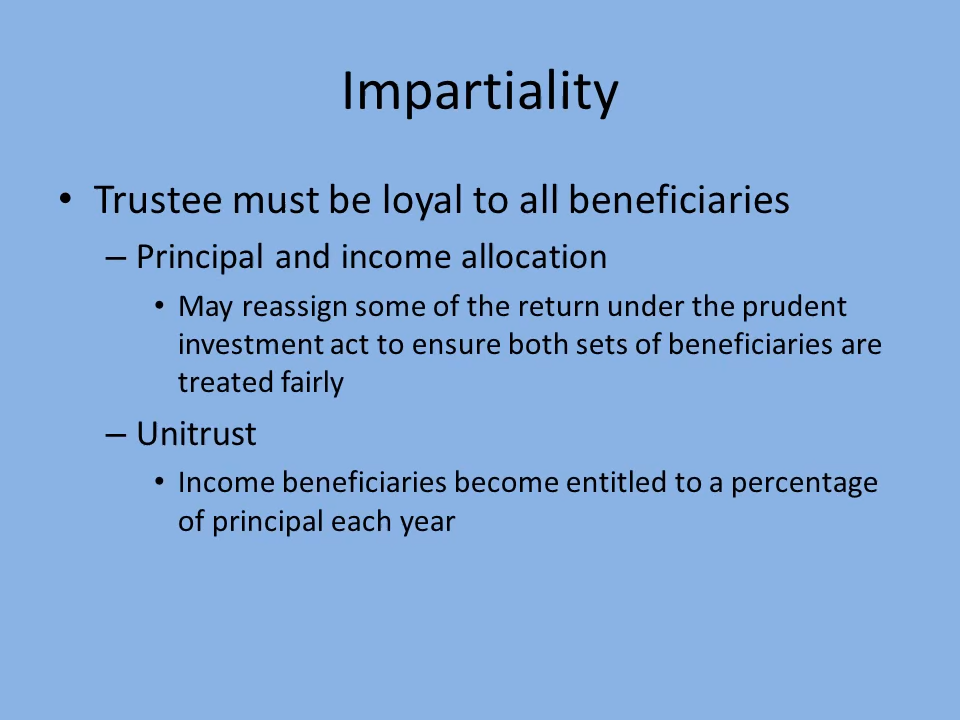 Impartiality
• Trustee must be loyal to all beneficiaries
– Principal and income allocation
• May reassign some of the return under the prudent
investment act to ensure both sets of beneficiaries are
treated fairly
– Unitrust
• Income beneficiaries become entitled to a percentage
of principal each year